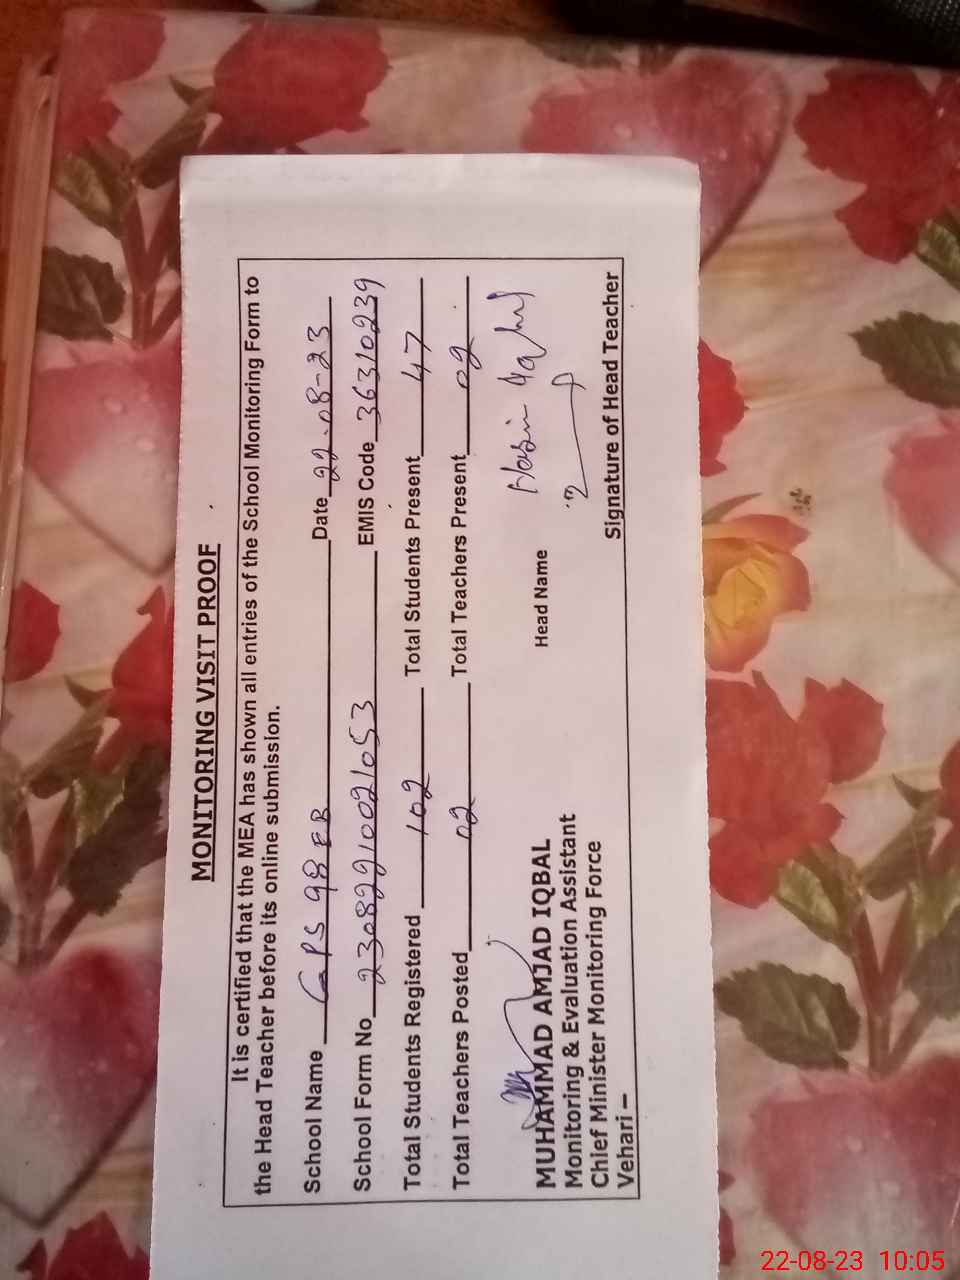 MONITORING VISIT PROOF
It is certified that the MEA has shown all entries of the School Monitoring Form to
the Head Teacher before its online submission.
School Name GPS 98 EB Date 22-08-23
School Form No 230822910021053 EMIS Code 36310239
Total Students Registered 102 Total Students Present 47
Total Teachers Posted 02 Total Teachers Present 02
Head Name Hasin Iqbal
MUHAMMAD AMJAD IQBAL
Monitoring & Evaluation Assistant
Chief Minister Monitoring Force
Signature of Head Teacher
Vehari –
22-08-23 10:05